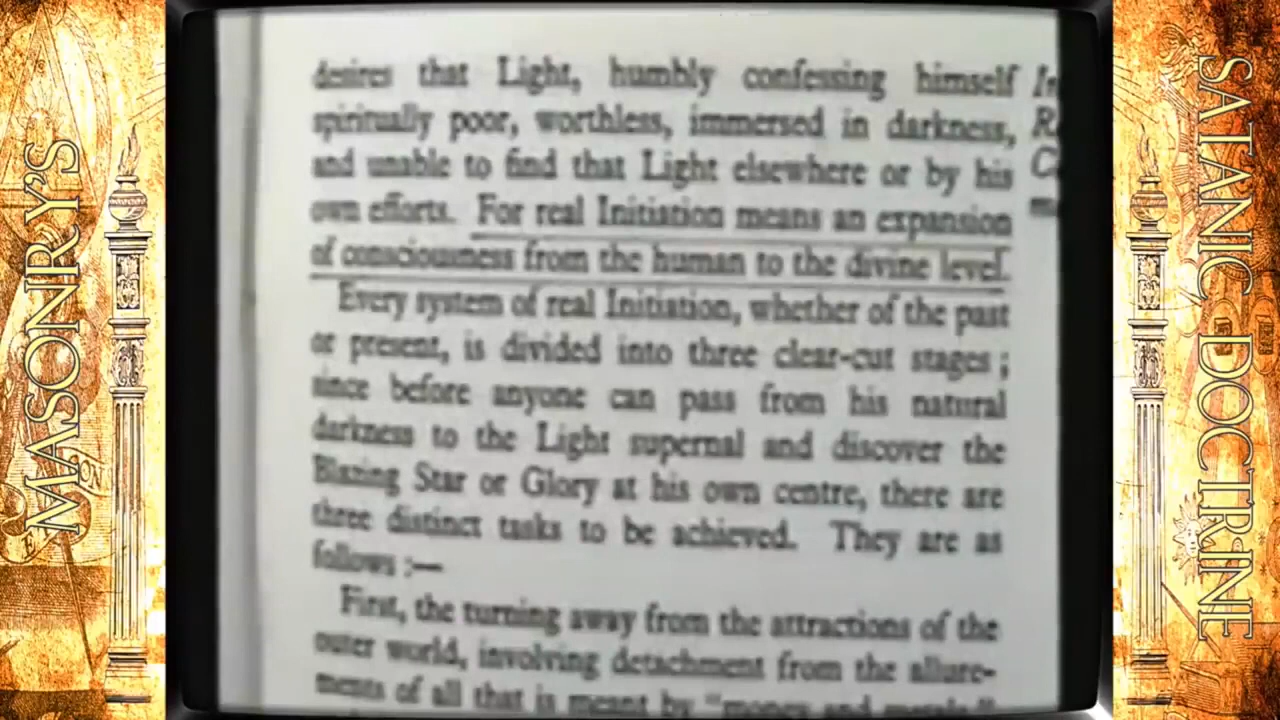 MASONRY'S
desires that Light, humbly confessing himself
spiritually poor, worthless, immersed in darkness,
and unable to find that Light elsewhere or by his
own efforts. For real Initiation means an expansion
of consciousness from the human to the divine level.
Every system of real Initiation, whether of the past
or present, is divided into three clear-cut stages;
since before anyone can pass from his natural
darkness to the Light supernal and discover the
Blazing Star or Glory at his own centre, there are
three distinct tasks to be achieved. They are as
follows :—
First, the turning away from the attractions of the
outer world, involving detachment from the allure-
ments of all that is meant by "money and
SATANIC DOCTRINE